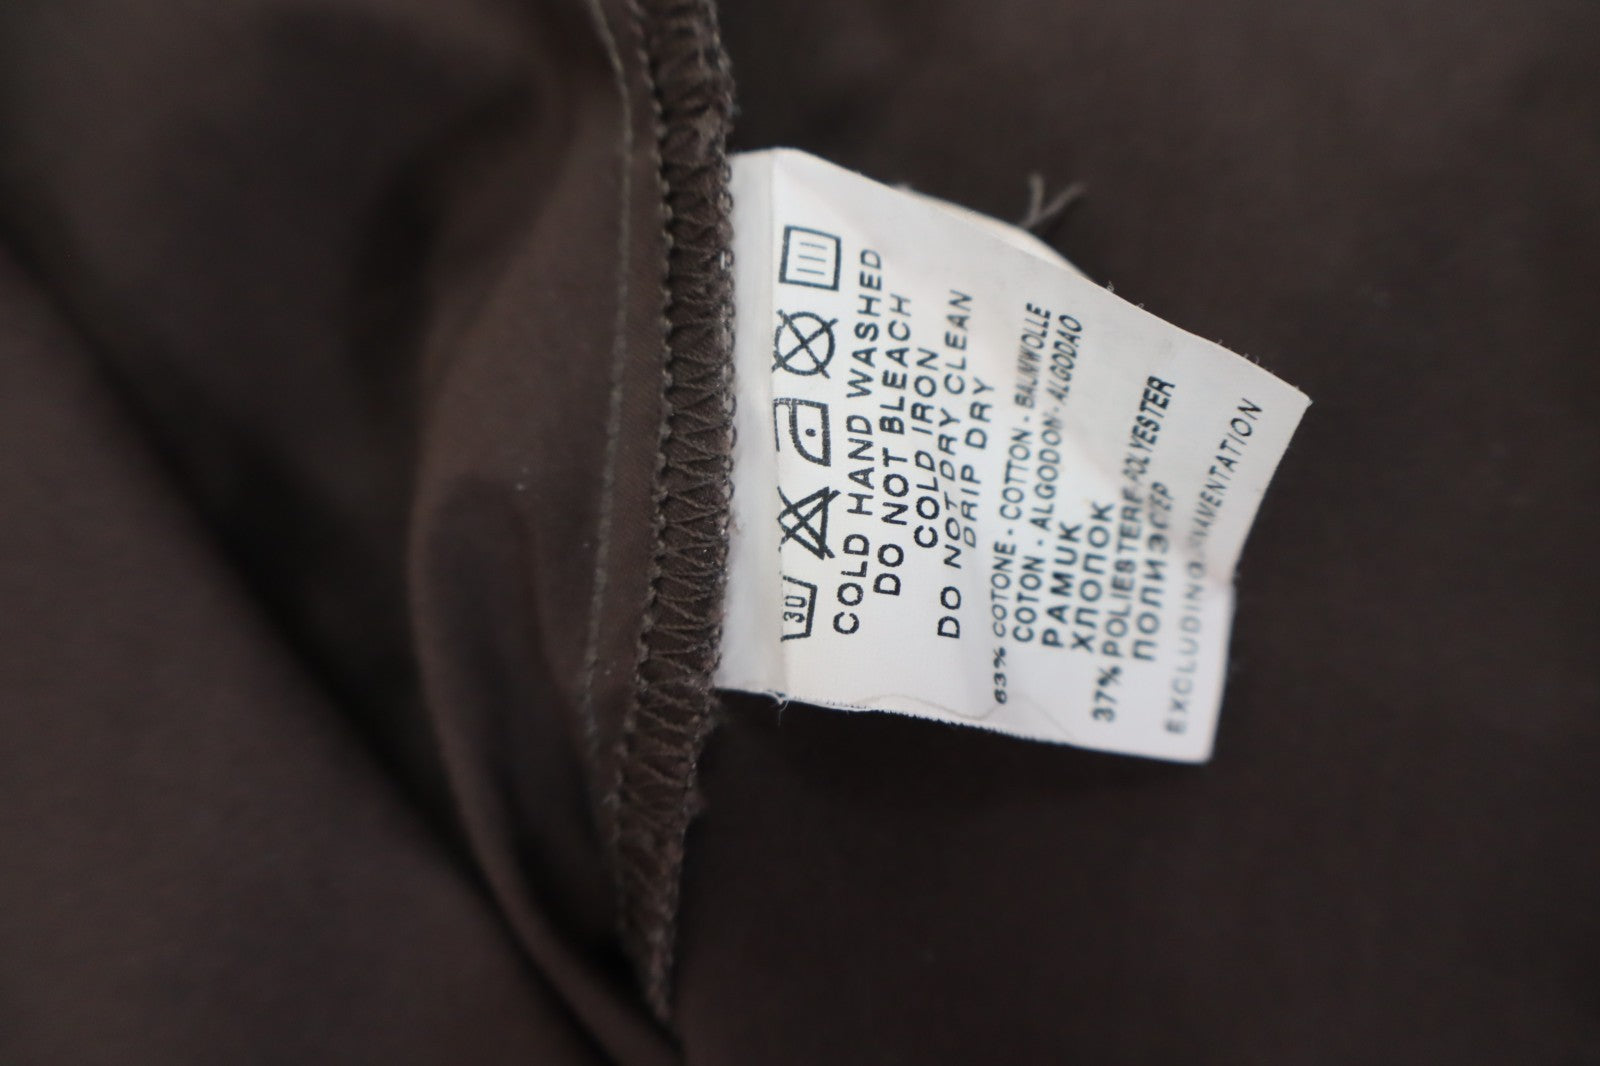 30
COLD HAND WASHED
DO NOT BLEACH
COLD IRON
DO NOT DRY CLEAN
DRIP DRY
63% COTONE - COTTON - BAUMWOLLE
COTON - ALGODON - ALGODAO
PAMUK
ХЛОПОК
37% POLIESTERE POLYESTER
ПОЛИЭСТР
EXCLUDING